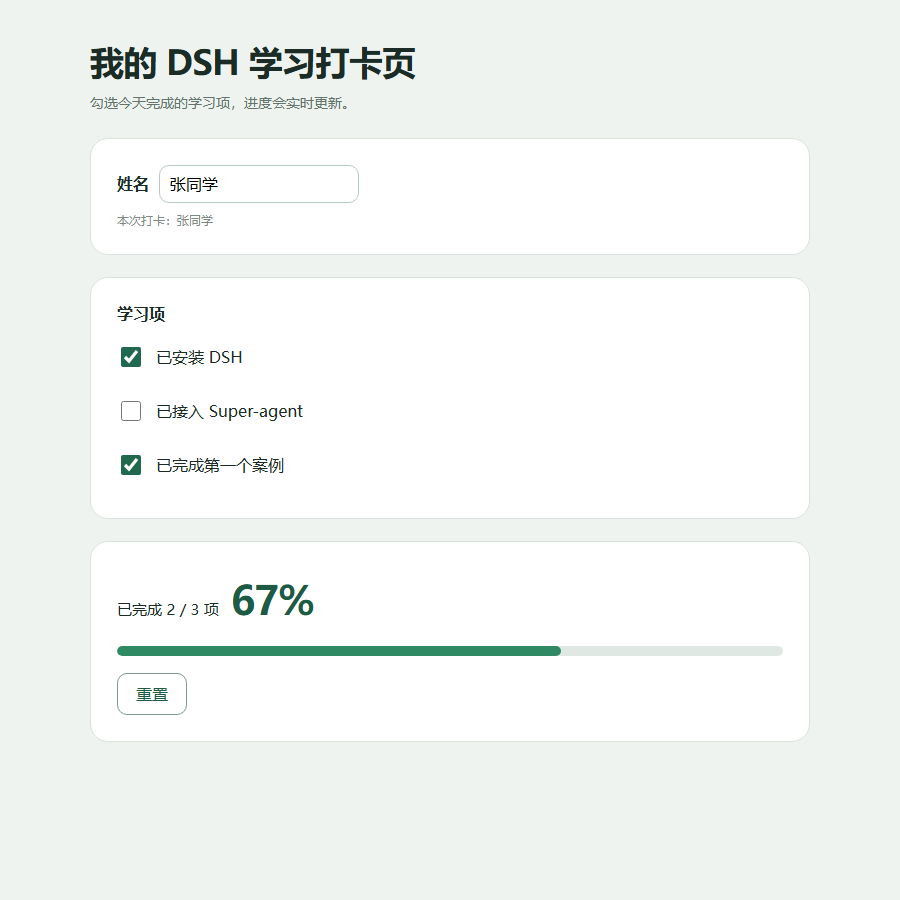 我的 DSH 学习打卡页
勾选今天完成的学习项，进度会实时更新。
姓名 张同学
本次打卡：张同学
学习项
已安装 DSH
已接入 Super-agent
已完成第一个案例
已完成 2 / 3 项 67%
重置